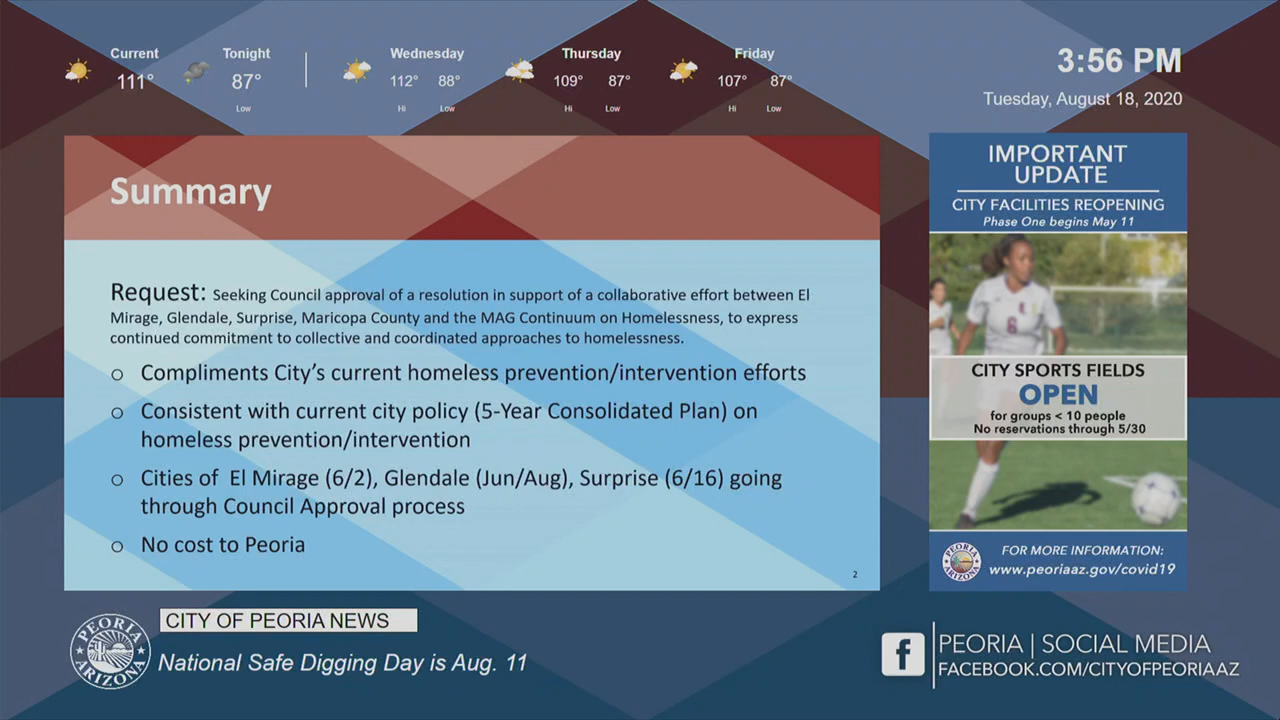 Current
Tonight
Wednesday
Thursday
Friday
111°
87°
112° 88°
109° 87°
107° 87°
Low
Hi Low
Hi Low
Hi Low
3:56 PM
Tuesday, August 18, 2020
Summary
Request: Seeking Council approval of a resolution in support of a collaborative effort between El
Mirage, Glendale, Surprise, Maricopa County and the MAG Continuum on Homelessness, to express
continued commitment to collective and coordinated approaches to homelessness.
o Compliments City's current homeless prevention/intervention efforts
o Consistent with current city policy (5-Year Consolidated Plan) on
homeless prevention/intervention
o Cities of El Mirage (6/2), Glendale (Jun/Aug), Surprise (6/16) going
through Council Approval process
o No cost to Peoria
2
IMPORTANT
UPDATE
CITY FACILITIES REOPENING
Phase One begins May 11
6
CITY SPORTS FIELDS
OPEN
for groups < 10 people
No reservations through 5/30
PEORIA
ARIZONA
FOR MORE INFORMATION:
www.peoriaaz.gov/covid19
PEORIA
ARIZONA
CITY OF PEORIA NEWS
National Safe Digging Day is Aug. 11
f
PEORIA | SOCIAL MEDIA
FACEBOOK.COM/CITYOFPEORIAAZ